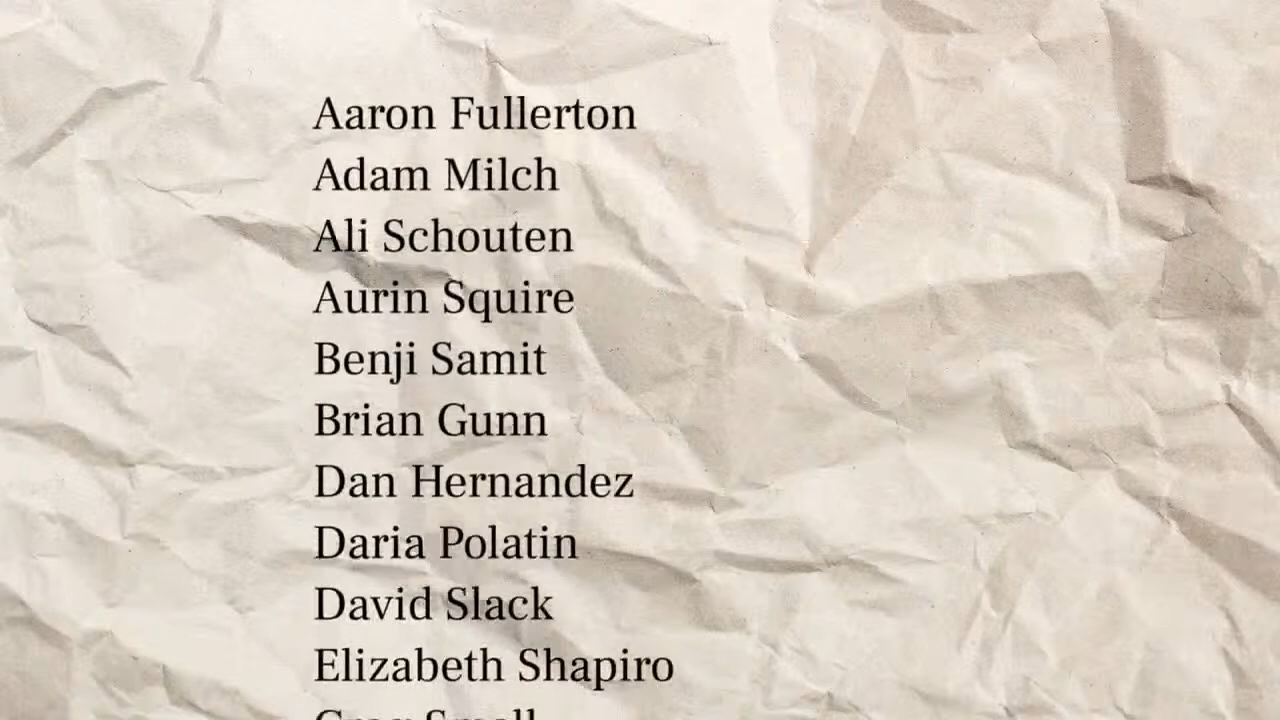 Aaron Fullerton
Adam Milch
Ali Schouten
Aurin Squire
Benji Samit
Brian Gunn
Dan Hernandez
Daria Polatin
David Slack
Elizabeth Shapiro